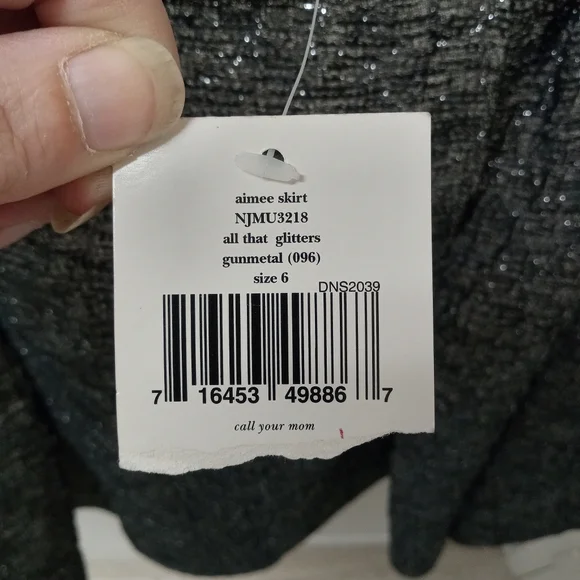 aimee skirt
NJMU3218
all that glitters
gunmetal (096)
size 6
DNS2039
7 16453 49886 7
call your mom